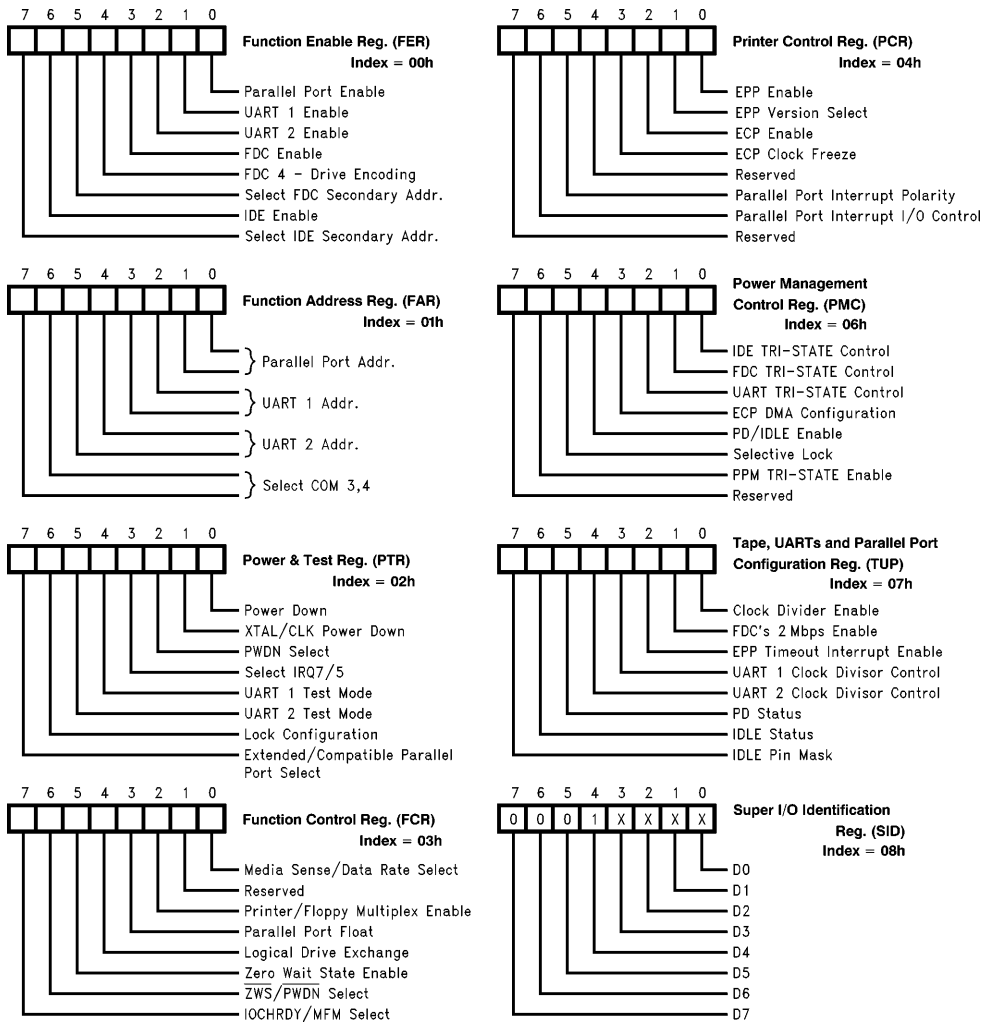 7 6 5 4 3 2 1 0
Function Enable Reg. (FER)
Index = 00h
Parallel Port Enable
UART 1 Enable
UART 2 Enable
FDC Enable
FDC 4 – Drive Encoding
Select FDC Secondary Addr.
IDE Enable
Select IDE Secondary Addr.
7 6 5 4 3 2 1 0
Function Address Reg. (FAR)
Index = 01h
Parallel Port Addr.
UART 1 Addr.
UART 2 Addr.
Select COM 3,4
7 6 5 4 3 2 1 0
Power & Test Reg. (PTR)
Index = 02h
Power Down
XTAL/CLK Power Down
PWDN Select
Select IRQ7/5
UART 1 Test Mode
UART 2 Test Mode
Lock Configuration
Extended/Compatible Parallel
Port Select
7 6 5 4 3 2 1 0
Function Control Reg. (FCR)
Index = 03h
Media Sense/Data Rate Select
Reserved
Printer/Floppy Multiplex Enable
Parallel Port Float
Logical Drive Exchange
Zero Wait State Enable
Z̅W̅S̅/P̅W̅D̅N̅ Select
IOCHRDY/MFM Select
7 6 5 4 3 2 1 0
Printer Control Reg. (PCR)
Index = 04h
EPP Enable
EPP Version Select
ECP Enable
ECP Clock Freeze
Reserved
Parallel Port Interrupt Polarity
Parallel Port Interrupt I/O Control
Reserved
7 6 5 4 3 2 1 0
Power Management
Control Reg. (PMC)
Index = 06h
IDE TRI-STATE Control
FDC TRI-STATE Control
UART TRI-STATE Control
ECP DMA Configuration
PD/IDLE Enable
Selective Lock
PPM TRI-STATE Enable
Reserved
7 6 5 4 3 2 1 0
Tape, UARTs and Parallel Port
Configuration Reg. (TUP)
Index = 07h
Clock Divider Enable
FDC's 2 Mbps Enable
EPP Timeout Interrupt Enable
UART 1 Clock Divisor Control
UART 2 Clock Divisor Control
PD Status
IDLE Status
IDLE Pin Mask
7 6 5 4 3 2 1 0
0 0 0 1 X X X X
Super I/O Identification
Reg. (SID)
Index = 08h
D0
D1
D2
D3
D4
D5
D6
D7